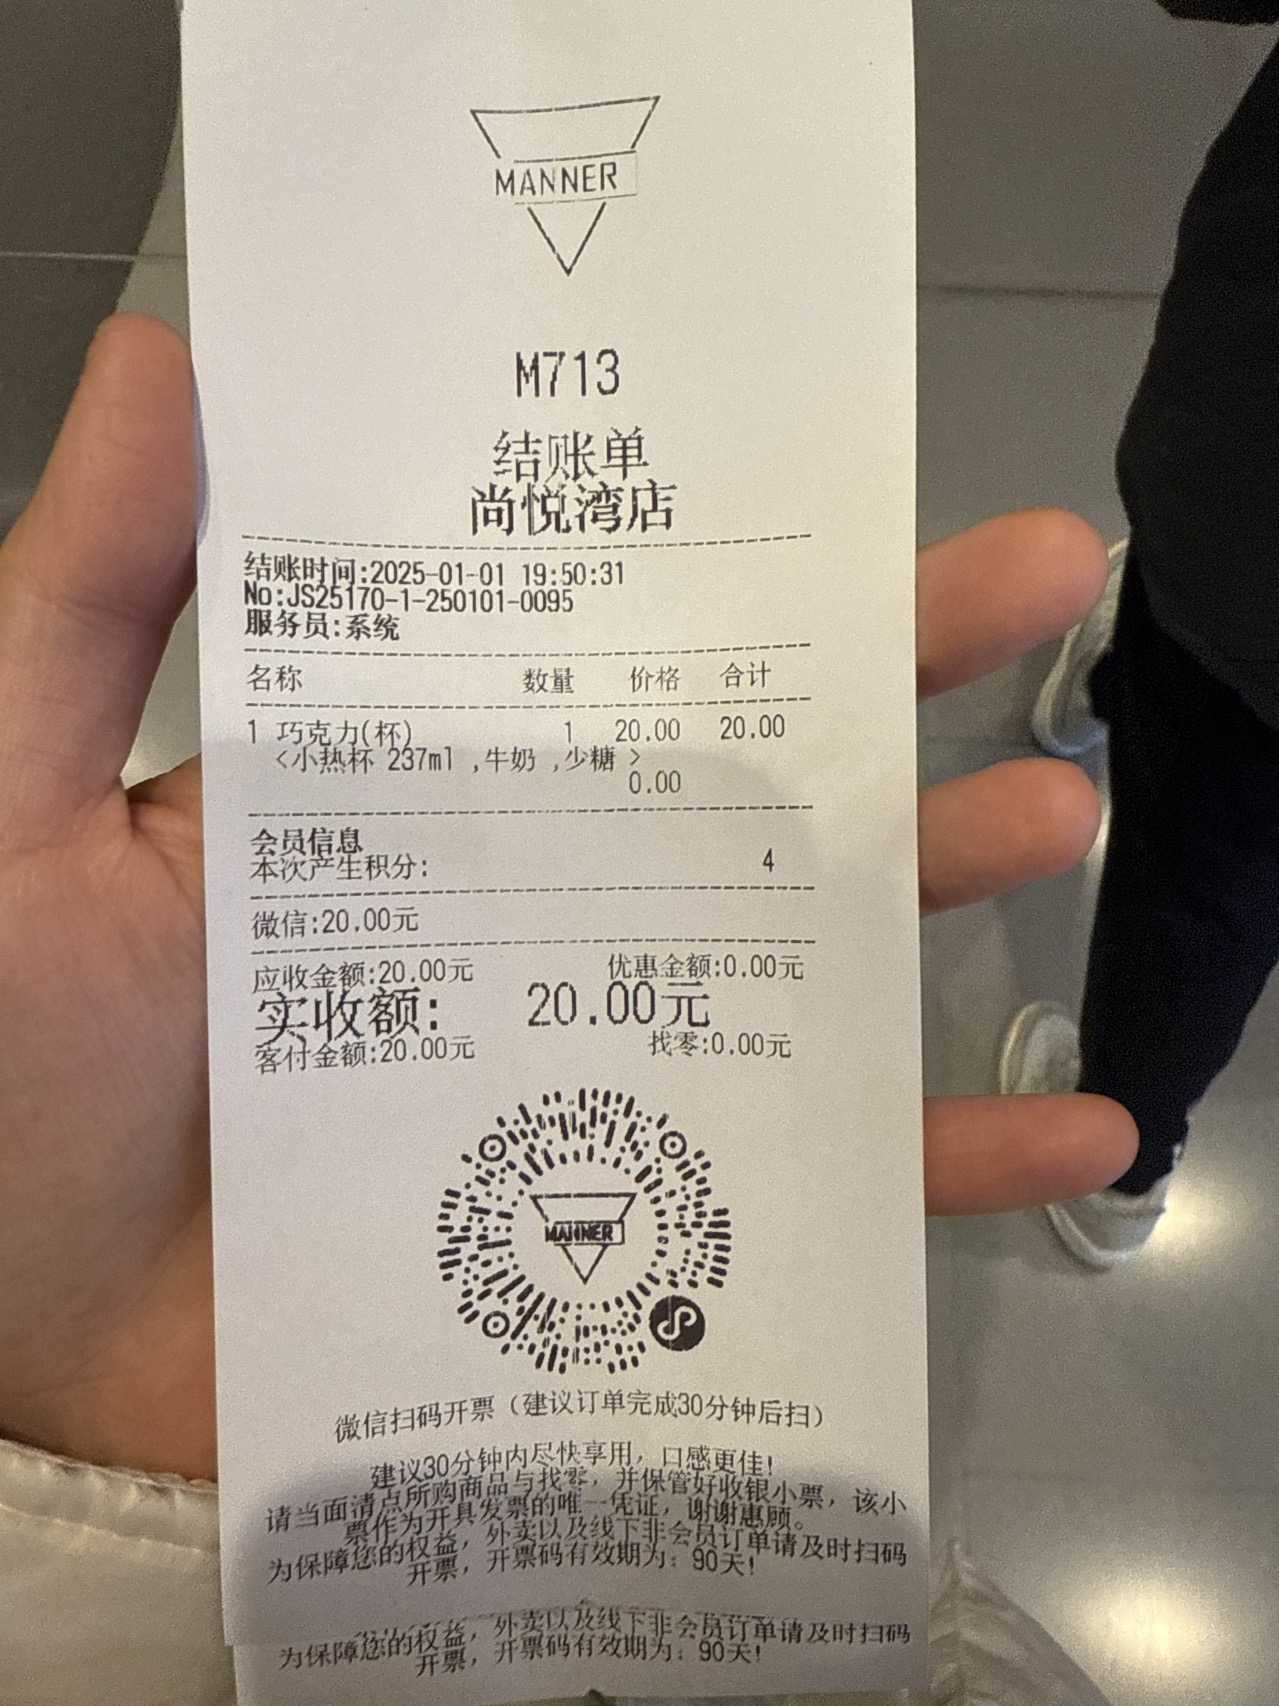 MANNER
M713
结账单
尚悦湾店
结账时间:2025-01-01 19:50:31
No:JS25170-1-250101-0095
服务员:系统
名称 数量 价格 合计
1 巧克力(杯) 1 20.00 20.00
<小热杯 237ml ,牛奶 ,少糖 >
0.00
会员信息
本次产生积分: 4
微信:20.00元
应收金额:20.00元 优惠金额:0.00元
实收额: 20.00元
客付金额:20.00元 找零:0.00元
MANNER
微信扫码开票（建议订单完成30分钟后扫）
建议30分钟内尽快享用，口感更佳！
请当面清点所购商品与找零，并保管好收银小票，该小
票作为开具发票的唯一凭证，谢谢惠顾。
为保障您的权益，外卖以及线下非会员订单请及时扫码
开票，开票码有效期为：90天！
为保障您的权益，外卖以及线下非会员订单请及时扫码
开票，开票码有效期为：90天！